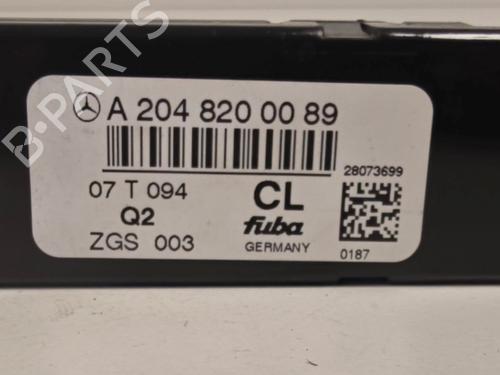 A 204 820 00 89
28073699
07 T 094
CL
Q2
fuba
ZGS 003
GERMANY
0187
B-PARTS